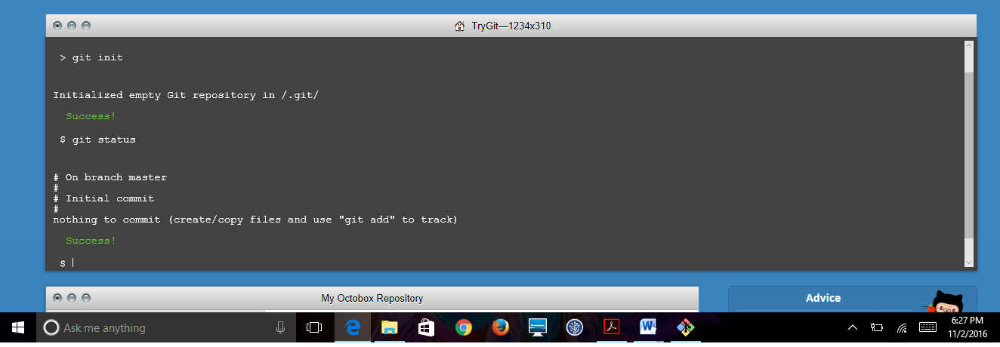 TryGit—1234x310
> git init
Initialized empty Git repository in /.git/
Success!
$ git status
# On branch master
#
# Initial commit
#
nothing to commit (create/copy files and use "git add" to track)
Success!
$
My Octobox Repository
Advice
Ask me anything
6:27 PM
11/2/2016